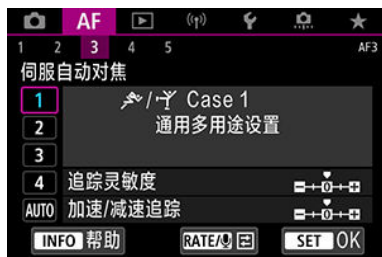 AF
1 2 3 4 5 AF3
伺服自动对焦
1 Case 1
2 通用多用途设置
3
4 追踪灵敏度 0
AUTO 加速/减速追踪 0
INFO 帮助 RATE/ SET OK